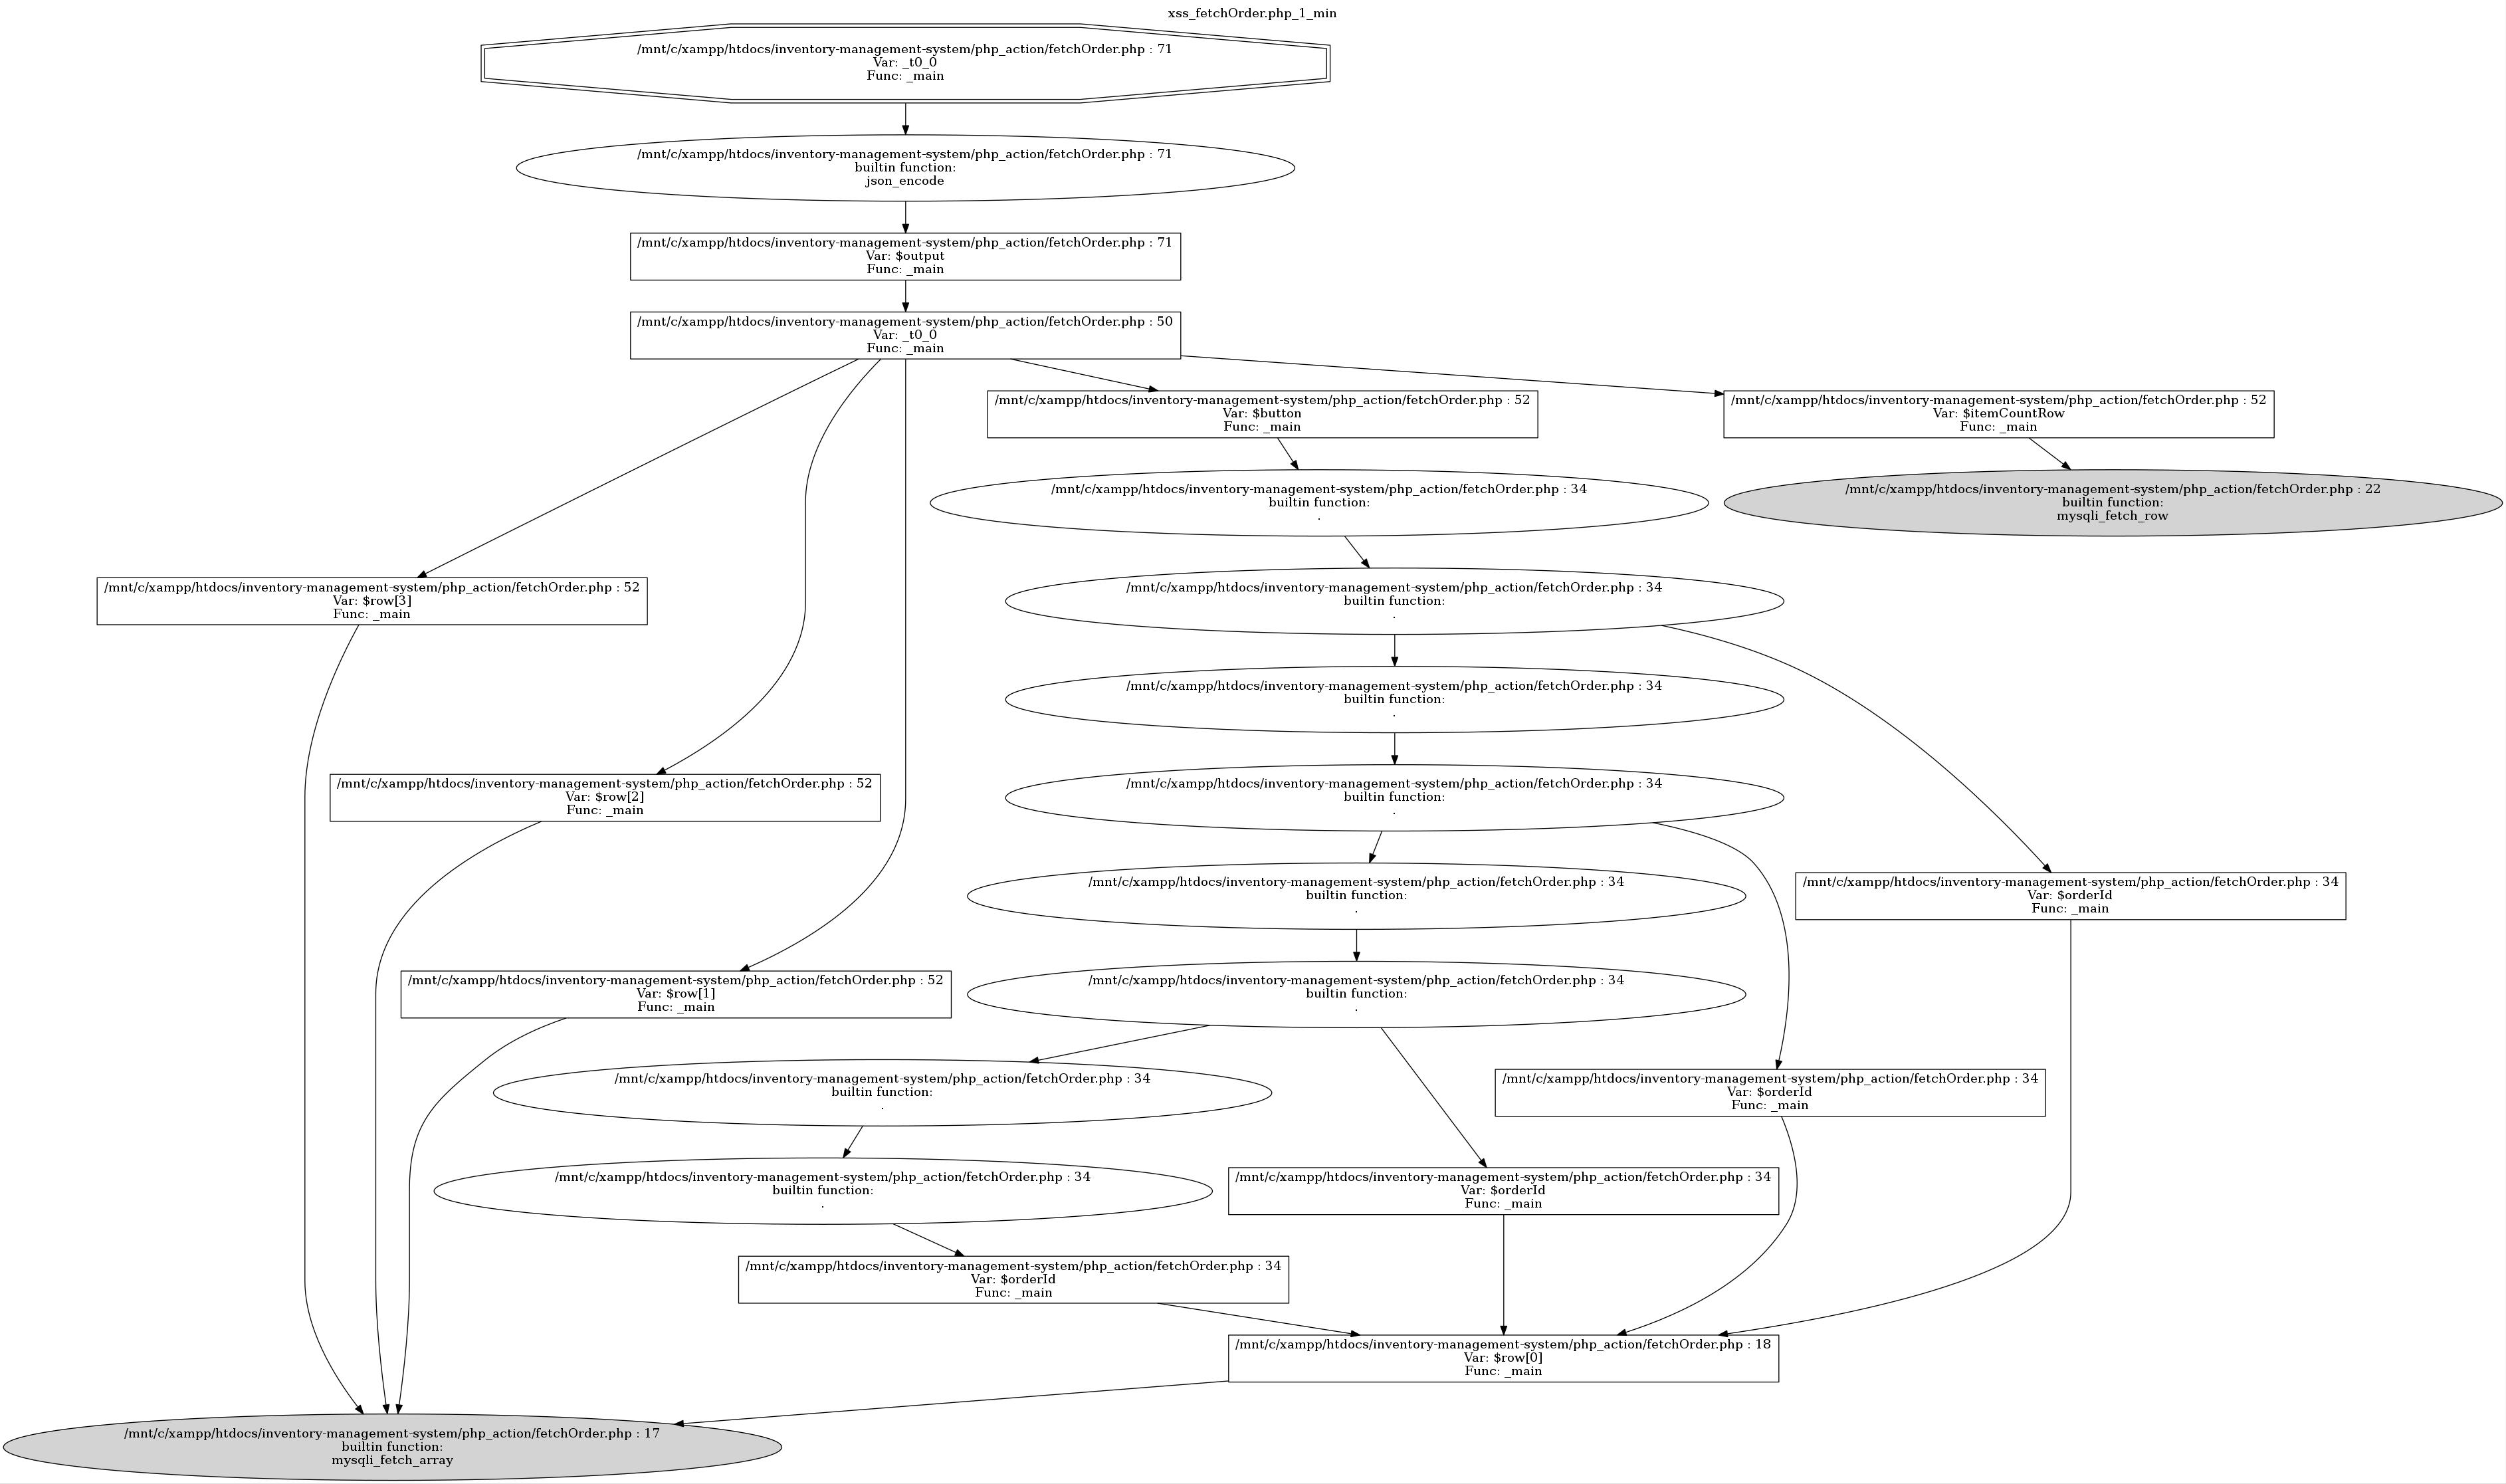 xss_fetchOrder.php_1_min
/mnt/c/xampp/htdocs/inventory-management-system/php_action/fetchOrder.php : 71
Var: _t0_0
Func: _main
/mnt/c/xampp/htdocs/inventory-management-system/php_action/fetchOrder.php : 71
builtin function:
json_encode
/mnt/c/xampp/htdocs/inventory-management-system/php_action/fetchOrder.php : 71
Var: $output
Func: _main
/mnt/c/xampp/htdocs/inventory-management-system/php_action/fetchOrder.php : 50
Var: _t0_0
Func: _main
/mnt/c/xampp/htdocs/inventory-management-system/php_action/fetchOrder.php : 52
Var: $button
Func: _main
/mnt/c/xampp/htdocs/inventory-management-system/php_action/fetchOrder.php : 52
Var: $itemCountRow
Func: _main
/mnt/c/xampp/htdocs/inventory-management-system/php_action/fetchOrder.php : 34
builtin function:
.
/mnt/c/xampp/htdocs/inventory-management-system/php_action/fetchOrder.php : 22
builtin function:
mysqli_fetch_row
/mnt/c/xampp/htdocs/inventory-management-system/php_action/fetchOrder.php : 52
Var: $row[3]
Func: _main
/mnt/c/xampp/htdocs/inventory-management-system/php_action/fetchOrder.php : 34
builtin function:
.
/mnt/c/xampp/htdocs/inventory-management-system/php_action/fetchOrder.php : 34
builtin function:
.
/mnt/c/xampp/htdocs/inventory-management-system/php_action/fetchOrder.php : 52
Var: $row[2]
Func: _main
/mnt/c/xampp/htdocs/inventory-management-system/php_action/fetchOrder.php : 34
builtin function:
.
/mnt/c/xampp/htdocs/inventory-management-system/php_action/fetchOrder.php : 34
builtin function:
.
/mnt/c/xampp/htdocs/inventory-management-system/php_action/fetchOrder.php : 34
Var: $orderId
Func: _main
/mnt/c/xampp/htdocs/inventory-management-system/php_action/fetchOrder.php : 52
Var: $row[1]
Func: _main
/mnt/c/xampp/htdocs/inventory-management-system/php_action/fetchOrder.php : 34
builtin function:
.
/mnt/c/xampp/htdocs/inventory-management-system/php_action/fetchOrder.php : 34
builtin function:
.
/mnt/c/xampp/htdocs/inventory-management-system/php_action/fetchOrder.php : 34
Var: $orderId
Func: _main
/mnt/c/xampp/htdocs/inventory-management-system/php_action/fetchOrder.php : 34
builtin function:
.
/mnt/c/xampp/htdocs/inventory-management-system/php_action/fetchOrder.php : 34
Var: $orderId
Func: _main
/mnt/c/xampp/htdocs/inventory-management-system/php_action/fetchOrder.php : 34
Var: $orderId
Func: _main
/mnt/c/xampp/htdocs/inventory-management-system/php_action/fetchOrder.php : 18
Var: $row[0]
Func: _main
/mnt/c/xampp/htdocs/inventory-management-system/php_action/fetchOrder.php : 17
builtin function:
mysqli_fetch_array